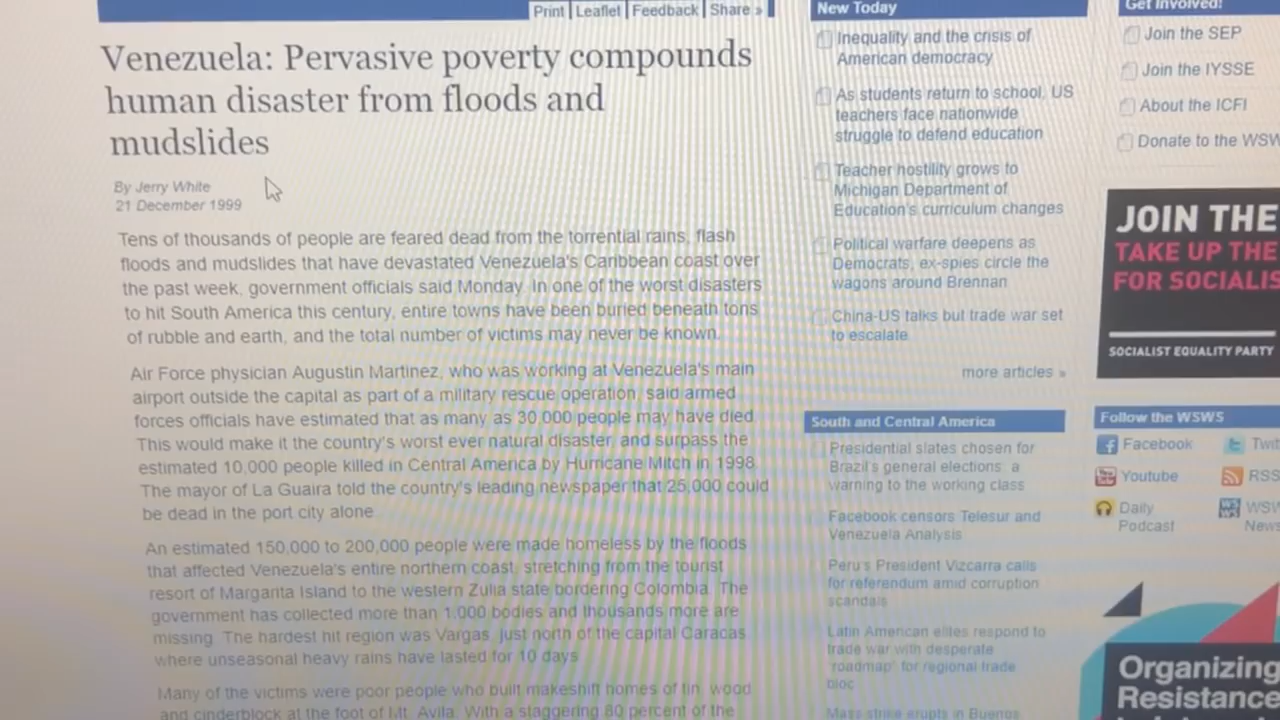 Print | Leaflet | Feedback | Share »
Venezuela: Pervasive poverty compounds
human disaster from floods and
mudslides
By Jerry White
21 December 1999
Tens of thousands of people are feared dead from the torrential rains, flash
floods and mudslides that have devastated Venezuela's Caribbean coast over
the past week, government officials said Monday. In one of the worst disasters
to hit South America this century, entire towns have been buried beneath tons
of rubble and earth, and the total number of victims may never be known.
Air Force physician Augustin Martinez, who was working at Venezuela's main
airport outside the capital as part of a military rescue operation, said armed
forces officials have estimated that as many as 30,000 people may have died.
This would make it the country's worst ever natural disaster, and surpass the
estimated 10,000 people killed in Central America by Hurricane Mitch in 1998.
The mayor of La Guaira told the country's leading newspaper that 25,000 could
be dead in the port city alone.
An estimated 150,000 to 200,000 people were made homeless by the floods
that affected Venezuela's entire northern coast, stretching from the tourist
resort of Margarita Island to the western Zulia state bordering Colombia. The
government has collected more than 1,000 bodies and thousands more are
missing. The hardest hit region was Vargas, just north of the capital Caracas,
where unseasonal heavy rains have lasted for 10 days.
Many of the victims were poor people who built makeshift homes of tin, wood
and cinderblock at the foot of Mt. Avila. With a staggering 80 percent of the
New Today
Inequality and the crisis of
American democracy
As students return to school, US
teachers face nationwide
struggle to defend education
Teacher hostility grows to
Michigan Department of
Education's curriculum changes
Political warfare deepens as
Democrats, ex-spies circle the
wagons around Brennan
China-US talks but trade war set
to escalate
more articles »
South and Central America
Presidential slates chosen for
Brazil's general elections: a
warning to the working class
Facebook censors Telesur and
Venezuela Analysis
Peru's President Vizcarra calls
for referendum amid corruption
scandals
Latin American elites respond to
trade war with desperate
"roadmap" for regional trade
bloc
Mass strike erupts in Buenos
Get Involved!
Join the SEP
Join the IYSSE
About the ICFI
Donate to the WSW
JOIN THE
TAKE UP THE
FOR SOCIALIS
SOCIALIST EQUALITY PARTY
Follow the WSWS
Facebook
Twit
Youtube
RSS
Daily
Podcast
WSW
News
Organizing
Resistance